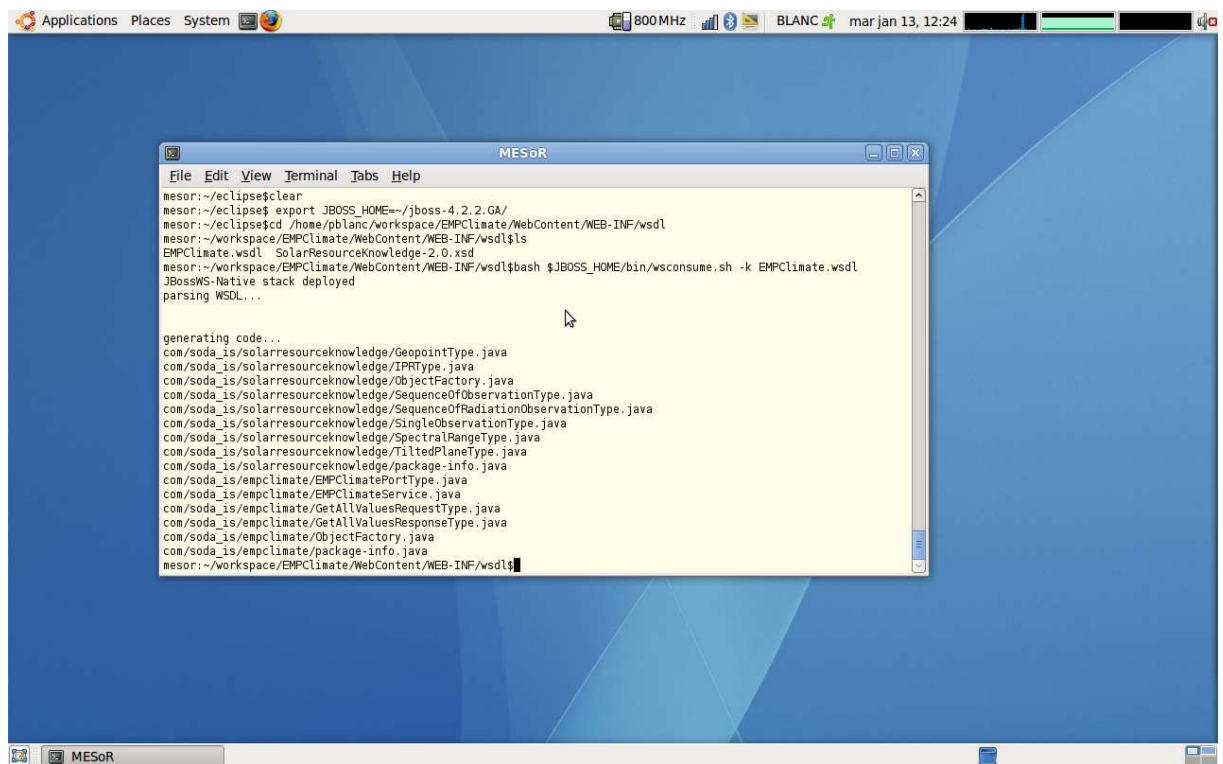 Applications Places System 800 MHz BLANC mar jan 13, 12:24
MESoR
File Edit View Terminal Tabs Help
mesor:~/eclipse$clear
mesor:~/eclipse$ export JBOSS_HOME=~/jboss-4.2.2.GA/
mesor:~/eclipse$cd /home/pblanc/workspace/EMPClimate/WebContent/WEB-INF/wsdl
mesor:~/workspace/EMPClimate/WebContent/WEB-INF/wsdl$ls
EMPClimate.wsdl  SolarResourceKnowledge-2.0.xsd
mesor:~/workspace/EMPClimate/WebContent/WEB-INF/wsdl$bash $JBOSS_HOME/bin/wsconsume.sh -k EMPClimate.wsdl
JBossWS-Native stack deployed
parsing WSDL...
generating code...
com/soda_is/solarresourceknowledge/GeopointType.java
com/soda_is/solarresourceknowledge/IPRType.java
com/soda_is/solarresourceknowledge/ObjectFactory.java
com/soda_is/solarresourceknowledge/SequenceOfObservationType.java
com/soda_is/solarresourceknowledge/SequenceOfRadiationObservationType.java
com/soda_is/solarresourceknowledge/SingleObservationType.java
com/soda_is/solarresourceknowledge/SpectralRangeType.java
com/soda_is/solarresourceknowledge/TiltedPlaneType.java
com/soda_is/solarresourceknowledge/package-info.java
com/soda_is/empclimate/EMPClimatePortType.java
com/soda_is/empclimate/EMPClimateService.java
com/soda_is/empclimate/GetAllValuesRequestType.java
com/soda_is/empclimate/GetAllValuesResponseType.java
com/soda_is/empclimate/ObjectFactory.java
com/soda_is/empclimate/package-info.java
mesor:~/workspace/EMPClimate/WebContent/WEB-INF/wsdl$
MESoR